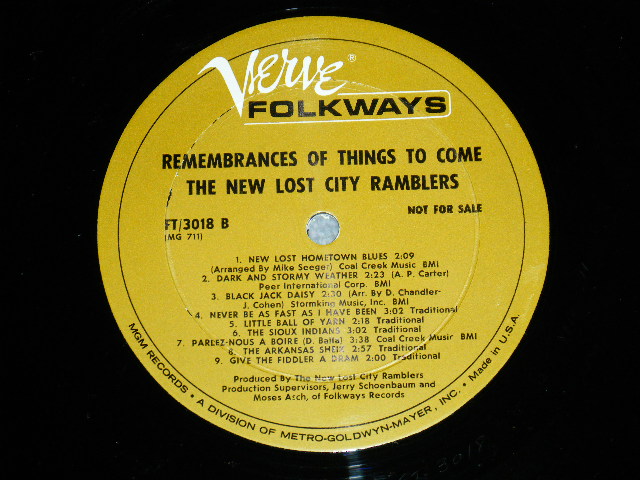 Verve®
FOLKWAYS
REMEMBRANCES OF THINGS TO COME
THE NEW LOST CITY RAMBLERS
FT/3018 B
(MG 711)
NOT FOR SALE
1. NEW LOST HOMETOWN BLUES 2:09
(Arranged By Mike Seeger) Coal Creek Music BMI
2. DARK AND STORMY WEATHER 2:23 (A. P. Carter)
Peer International Corp. BMI
3. BLACK JACK DAISY 2:30 (Arr. By D. Chandler-
J. Cohen) Stormking Music, Inc. BMI
4. NEVER BE AS FAST AS I HAVE BEEN 3:02 Traditional
5. LITTLE BALL OF YARN 2:18 Traditional
6. THE SIOUX INDIANS 3:02 Traditional
7. PARLEZ-NOUS A BOIRE (D. Balfa) 3:38 Coal Creek Music BMI
8. THE ARKANSAS SHEIK 2:57 Traditional
9. GIVE THE FIDDLER A DRAM 2:00 Traditional
Produced By The New Lost City Ramblers
Production Supervisors, Jerry Schoenbaum and
Moses Asch, of Folkways Records
MGM RECORDS • A DIVISION OF METRO-GOLDWYN-MAYER, INC. • Made in U.S.A.